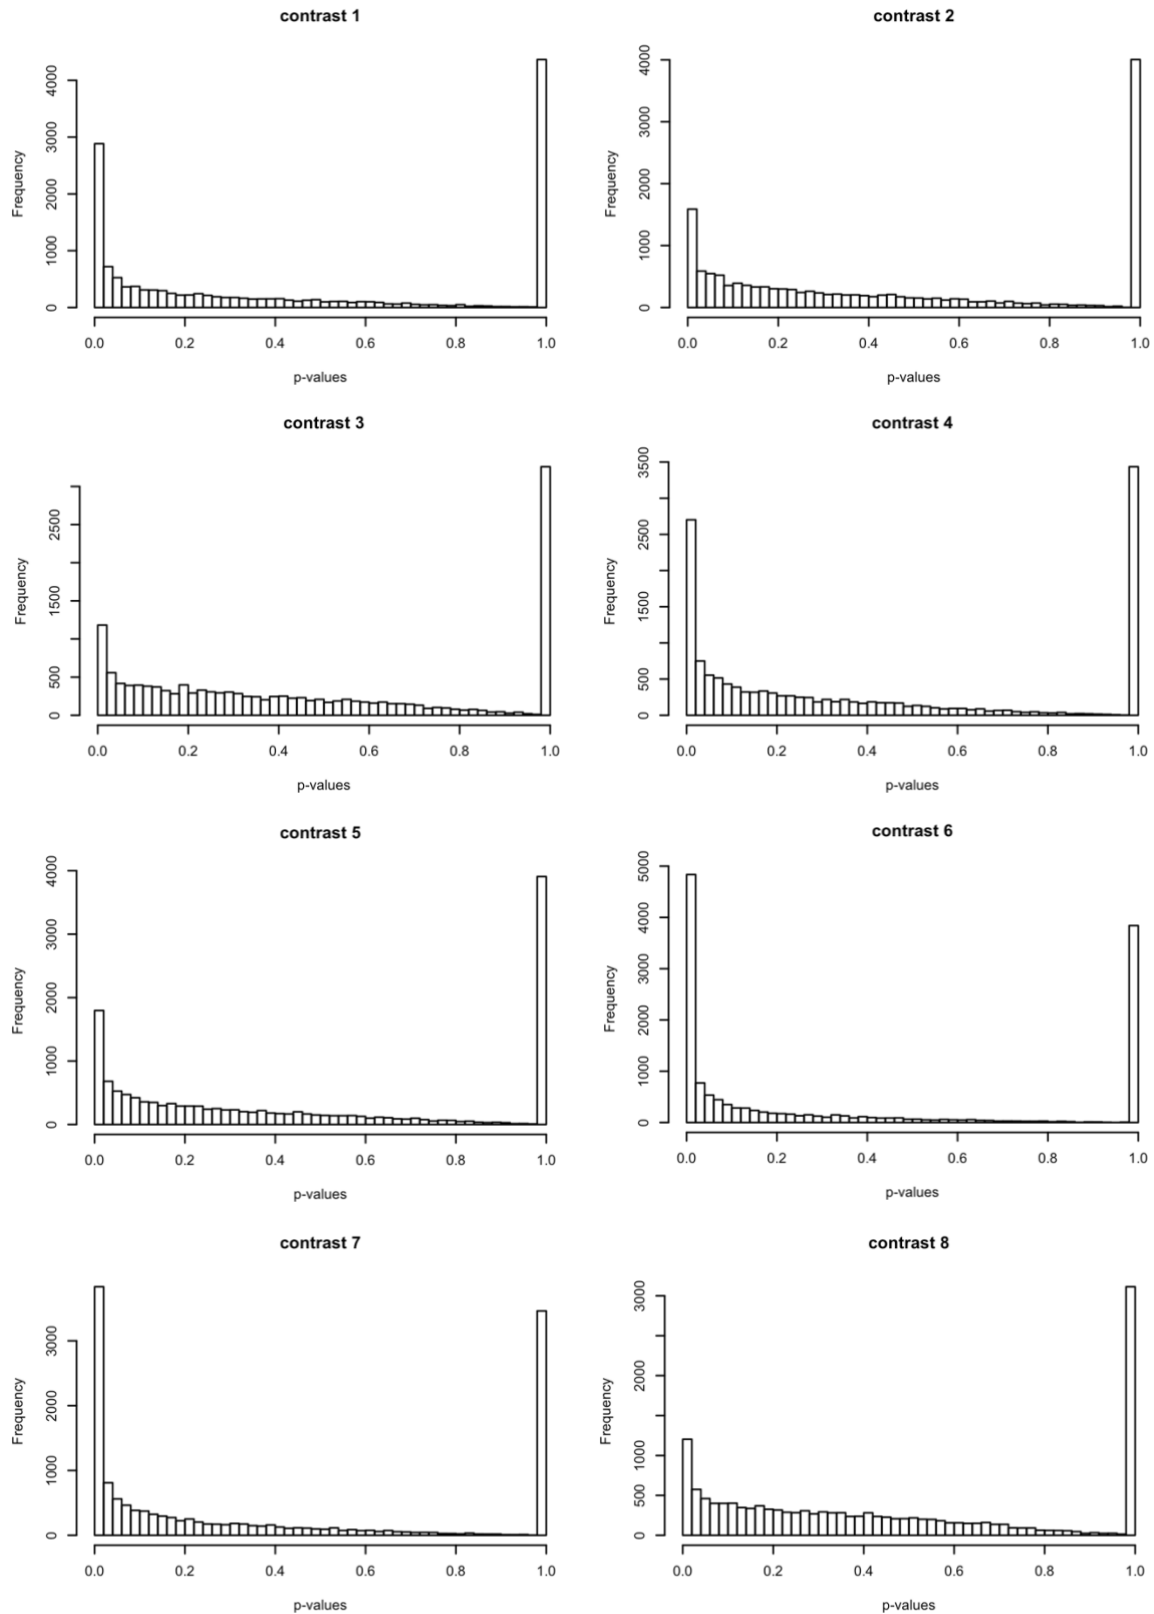 contrast 1
Frequency
0 1000 2000 3000 4000
0.0 0.2 0.4 0.6 0.8 1.0
p-values
contrast 2
Frequency
0 1000 2000 3000 4000
0.0 0.2 0.4 0.6 0.8 1.0
p-values
contrast 3
Frequency
0 500 1500 2500
0.0 0.2 0.4 0.6 0.8 1.0
p-values
contrast 4
Frequency
0 500 1500 2500 3500
0.0 0.2 0.4 0.6 0.8 1.0
p-values
contrast 5
Frequency
0 1000 2000 3000 4000
0.0 0.2 0.4 0.6 0.8 1.0
p-values
contrast 6
Frequency
0 1000 2000 3000 4000 5000
0.0 0.2 0.4 0.6 0.8 1.0
p-values
contrast 7
Frequency
0 1000 2000 3000
0.0 0.2 0.4 0.6 0.8 1.0
p-values
contrast 8
Frequency
0 500 1000 2000 3000
0.0 0.2 0.4 0.6 0.8 1.0
p-values